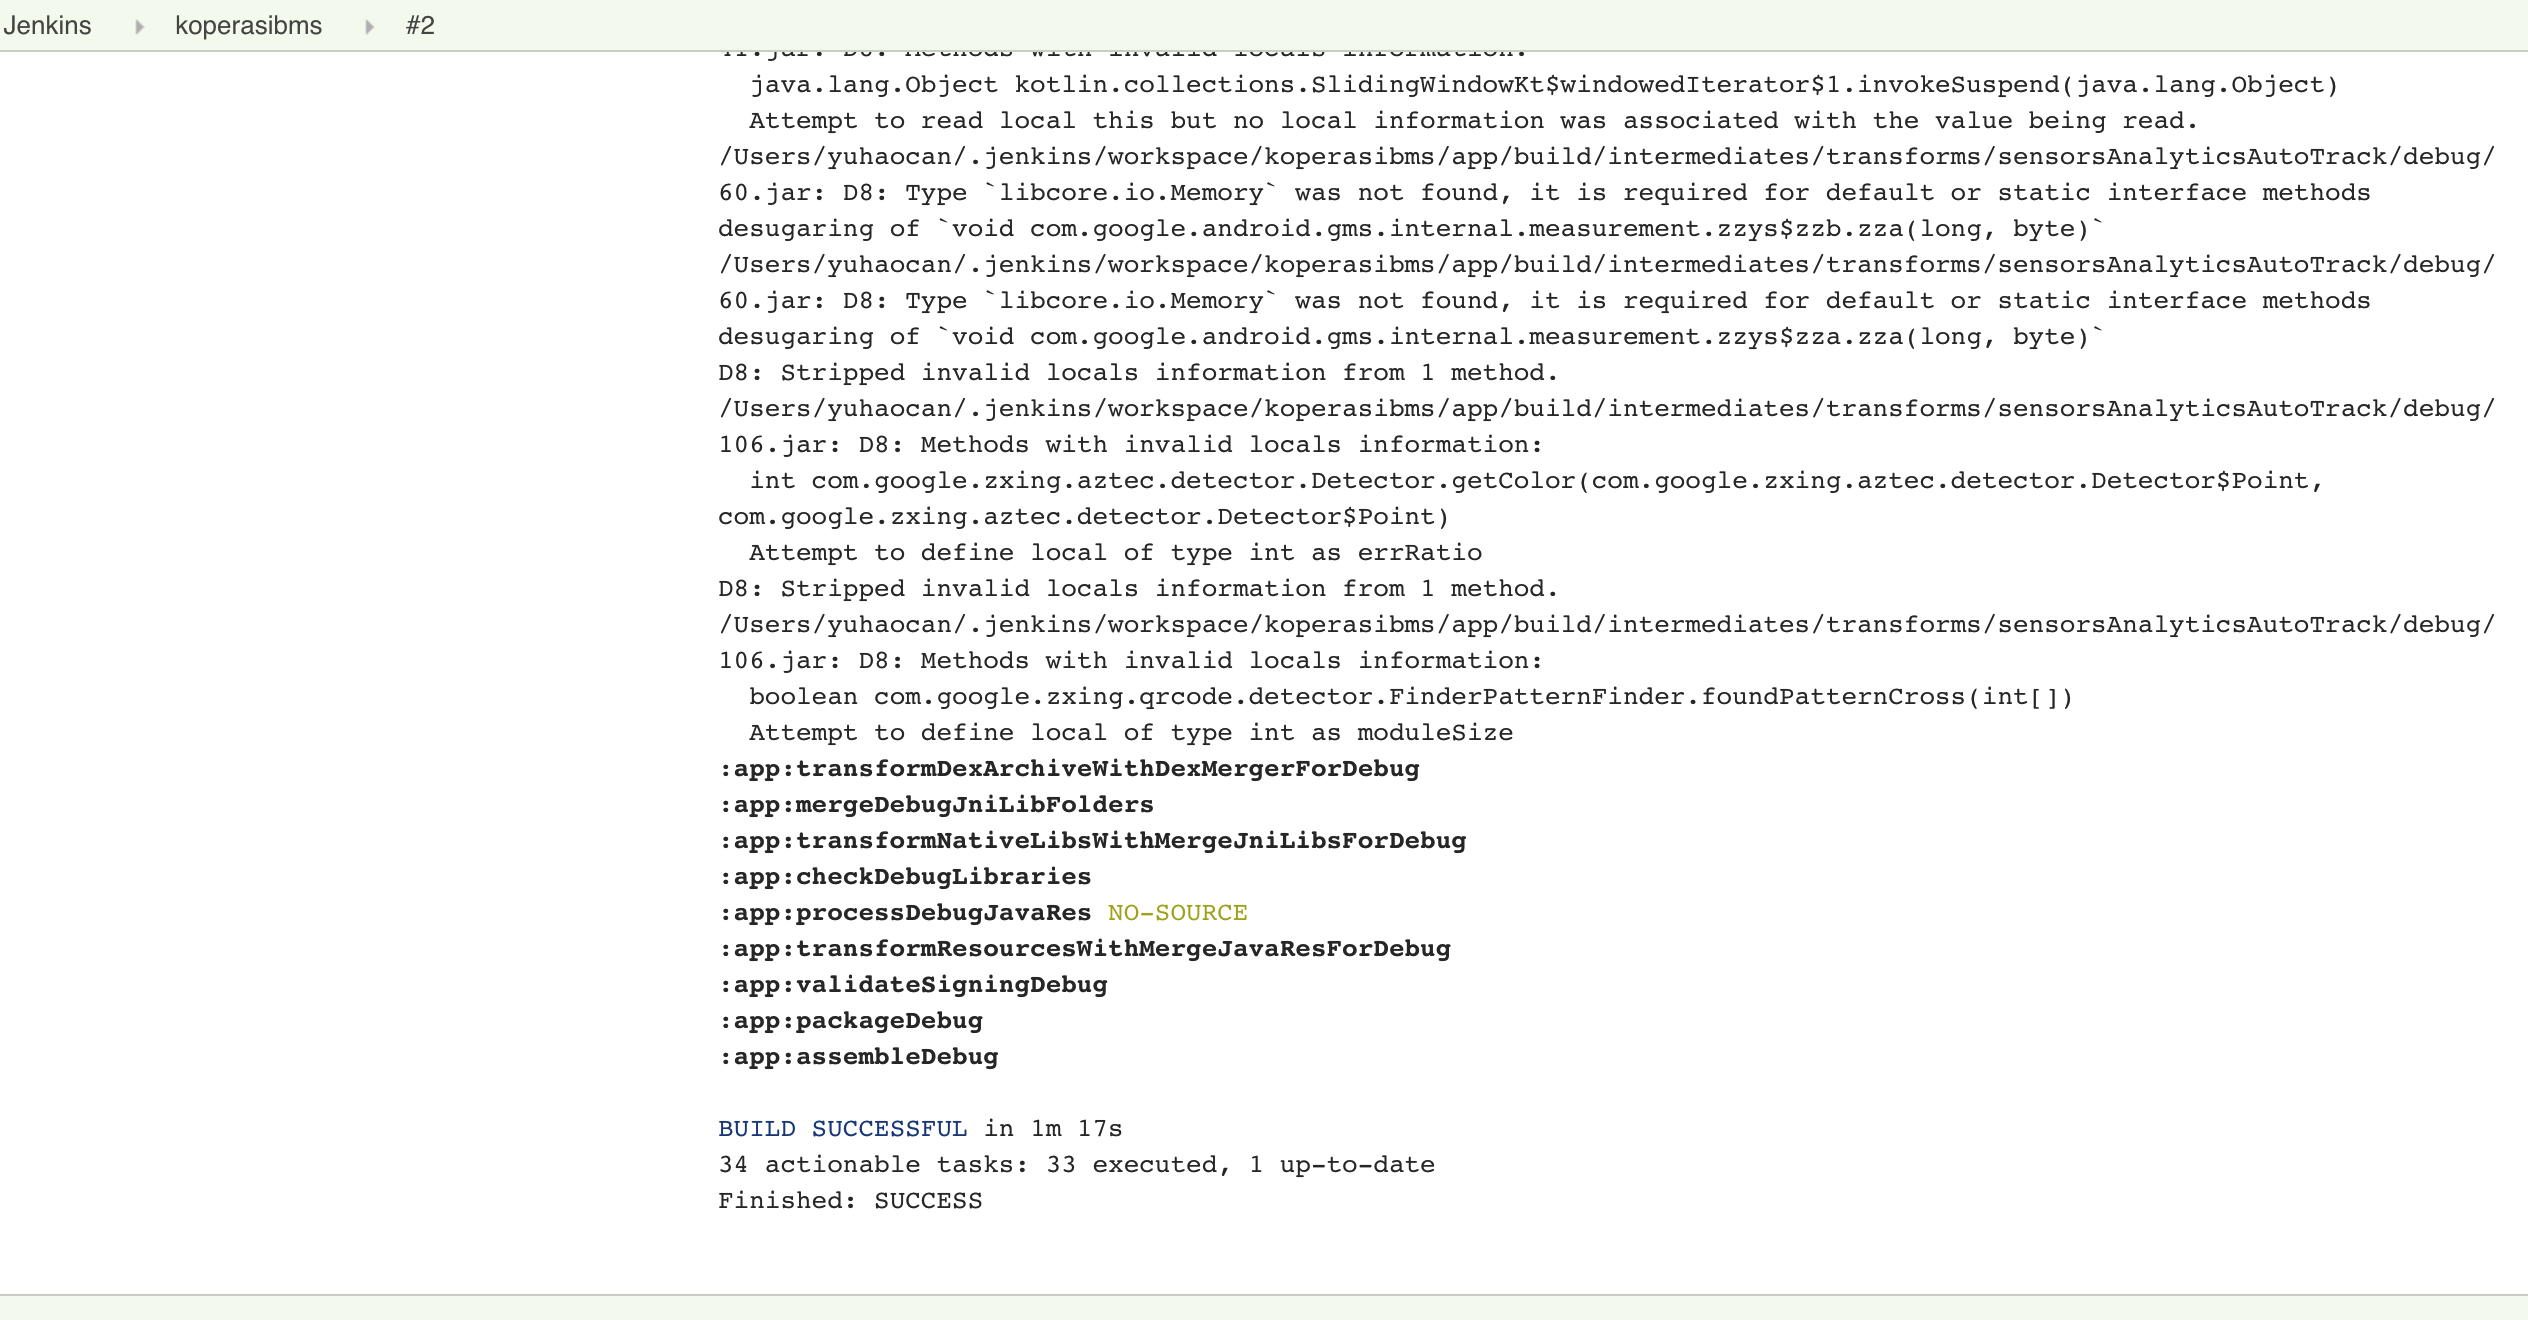 Jenkins koperasibms #2
.jar: D8: Methods with invalid locals information:
java.lang.Object kotlin.collections.SlidingWindowKt$windowedIterator$1.invokeSuspend(java.lang.Object)
Attempt to read local this but no local information was associated with the value being read.
/Users/yuhaocan/.jenkins/workspace/koperasibms/app/build/intermediates/transforms/sensorsAnalyticsAutoTrack/debug/
60.jar: D8: Type `libcore.io.Memory` was not found, it is required for default or static interface methods
desugaring of `void com.google.android.gms.internal.measurement.zzys$zzb.zza(long, byte)`
/Users/yuhaocan/.jenkins/workspace/koperasibms/app/build/intermediates/transforms/sensorsAnalyticsAutoTrack/debug/
60.jar: D8: Type `libcore.io.Memory` was not found, it is required for default or static interface methods
desugaring of `void com.google.android.gms.internal.measurement.zzys$zza.zza(long, byte)`
D8: Stripped invalid locals information from 1 method.
/Users/yuhaocan/.jenkins/workspace/koperasibms/app/build/intermediates/transforms/sensorsAnalyticsAutoTrack/debug/
106.jar: D8: Methods with invalid locals information:
int com.google.zxing.aztec.detector.Detector.getColor(com.google.zxing.aztec.detector.Detector$Point,
com.google.zxing.aztec.detector.Detector$Point)
Attempt to define local of type int as errRatio
D8: Stripped invalid locals information from 1 method.
/Users/yuhaocan/.jenkins/workspace/koperasibms/app/build/intermediates/transforms/sensorsAnalyticsAutoTrack/debug/
106.jar: D8: Methods with invalid locals information:
boolean com.google.zxing.qrcode.detector.FinderPatternFinder.foundPatternCross(int[])
Attempt to define local of type int as moduleSize
:app:transformDexArchiveWithDexMergerForDebug
:app:mergeDebugJniLibFolders
:app:transformNativeLibsWithMergeJniLibsForDebug
:app:checkDebugLibraries
:app:processDebugJavaRes NO-SOURCE
:app:transformResourcesWithMergeJavaResForDebug
:app:validateSigningDebug
:app:packageDebug
:app:assembleDebug
BUILD SUCCESSFUL in 1m 17s
34 actionable tasks: 33 executed, 1 up-to-date
Finished: SUCCESS